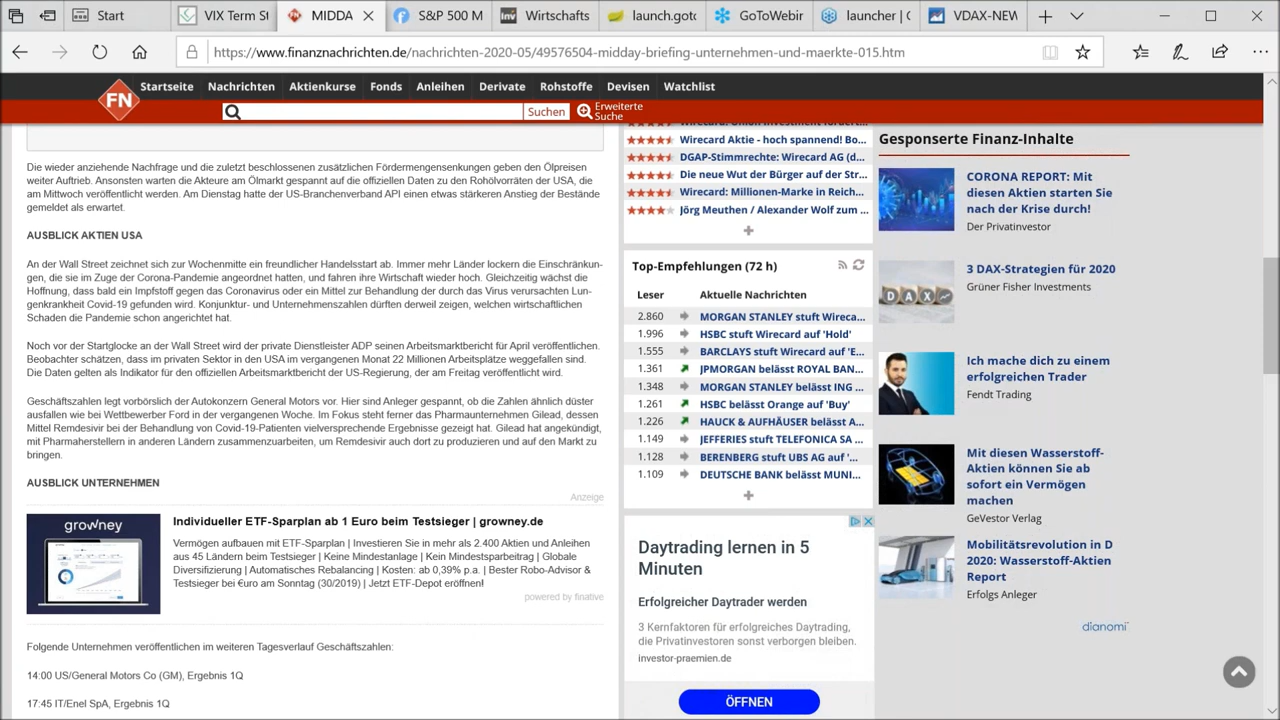 VIX Term St
MIDDA
S&P 500 M
Inv
Wirtschafts
launch.goto
GoToWebir
launcher | (
VDAX-NEW
https://www.finanznachrichten.de/nachrichten-2020-05/49576504-midday-briefing-unternehmen-und-maerkte-015.htm
FN
Startseite Nachrichten Aktienkurse Fonds Anleihen Derivate Rohstoffe Devisen Watchlist
Suchen
Erweiterte
Suche
Die wieder anziehende Nachfrage und die zuletzt beschlossenen zusätzlichen Fördermengensenkungen geben den Ölpreisen
weiter Auftrieb. Ansonsten warten die Akteure am Ölmarkt gespannt auf die offiziellen Daten zu den Rohölvorräten der USA, die
am Mittwoch veröffentlicht werden. Am Dienstag hatte der US-Branchenverband API einen etwas stärkeren Anstieg der Bestände
gemeldet als erwartet.
AUSBLICK AKTIEN USA
An der Wall Street zeichnet sich zur Wochenmitte ein freundlicher Handelsstart ab. Immer mehr Länder lockern die Einschränkun-
gen, die sie im Zuge der Corona-Pandemie angeordnet hatten, und fahren ihre Wirtschaft wieder hoch. Gleichzeitig wächst die
Hoffnung, dass bald ein Impfstoff gegen das Coronavirus oder ein Mittel zur Behandlung der durch das Virus verursachten Lun-
genkrankheit Covid-19 gefunden wird. Konjunktur- und Unternehmenszahlen dürften derweil zeigen, welchen wirtschaftlichen
Schaden die Pandemie schon angerichtet hat.
Noch vor der Startglocke an der Wall Street wird der private Dienstleister ADP seinen Arbeitsmarktbericht für April veröffentlichen.
Beobachter schätzen, dass im privaten Sektor in den USA im vergangenen Monat 22 Millionen Arbeitsplätze weggefallen sind.
Die Daten gelten als Indikator für den offiziellen Arbeitsmarktbericht der US-Regierung, der am Freitag veröffentlicht wird.
Geschäftszahlen legt vorbörslich der Autokonzern General Motors vor. Hier sind Anleger gespannt, ob die Zahlen ähnlich düster
ausfallen wie bei Wettbewerber Ford in der vergangenen Woche. Im Fokus steht ferner das Pharmaunternehmen Gilead, dessen
Mittel Remdesivir bei der Behandlung von Covid-19-Patienten vielversprechende Ergebnisse gezeigt hat. Gilead hat angekündigt,
mit Pharmaherstellern in anderen Ländern zusammenzuarbeiten, um Remdesivir auch dort zu produzieren und auf den Markt zu
bringen.
AUSBLICK UNTERNEHMEN
Anzeige
growney
Individueller ETF-Sparplan ab 1 Euro beim Testsieger | growney.de
Vermögen aufbauen mit ETF-Sparplan | Investieren Sie in mehr als 2.400 Aktien und Anleihen
aus 45 Ländern beim Testsieger | Keine Mindestanlage | Kein Mindestsparbeitrag | Globale
Diversifizierung | Automatisches Rebalancing | Kosten: ab 0,39% p.a. | Bester Robo-Advisor &
Testsieger bei €uro am Sonntag (30/2019) | Jetzt ETF-Depot eröffnen!
powered by finative
Folgende Unternehmen veröffentlichen im weiteren Tagesverlauf Geschäftszahlen:
14:00 US/General Motors Co (GM), Ergebnis 1Q
17:45 IT/Enel SpA, Ergebnis 1Q
Wirecard Aktie - hoch spannend! Bo...
DGAP-Stimmrechte: Wirecard AG (d...
Die neue Wut der Bürger auf der Str...
Wirecard: Millionen-Marke in Reich...
Jörg Meuthen / Alexander Wolf zum ...
Top-Empfehlungen (72 h)
Leser Aktuelle Nachrichten
2.860 MORGAN STANLEY stuft Wireca...
1.996 HSBC stuft Wirecard auf 'Hold'
1.555 BARCLAYS stuft Wirecard auf 'E...
1.361 JPMORGAN belässt ROYAL BAN...
1.348 MORGAN STANLEY belässt ING ...
1.261 HSBC belässt Orange auf 'Buy'
1.226 HAUCK & AUFHÄUSER belässt A...
1.149 JEFFERIES stuft TELEFONICA SA ...
1.128 BERENBERG stuft UBS AG auf '...
1.109 DEUTSCHE BANK belässt MUNI...
Daytrading lernen in 5
Minuten
Erfolgreicher Daytrader werden
3 Kernfaktoren für erfolgreiches Daytrading,
die Privatinvestoren sonst verborgen bleiben.
investor-praemien.de
ÖFFNEN
Gesponserte Finanz-Inhalte
CORONA REPORT: Mit
diesen Aktien starten Sie
nach der Krise durch!
Der Privatinvestor
DAX
3 DAX-Strategien für 2020
Grüner Fisher Investments
Ich mache dich zu einem
erfolgreichen Trader
Fendt Trading
Mit diesen Wasserstoff-
Aktien können Sie ab
sofort ein Vermögen
machen
GeVestor Verlag
Mobilitätsrevolution in D
2020: Wasserstoff-Aktien
Report
Erfolgs Anleger
dianomi